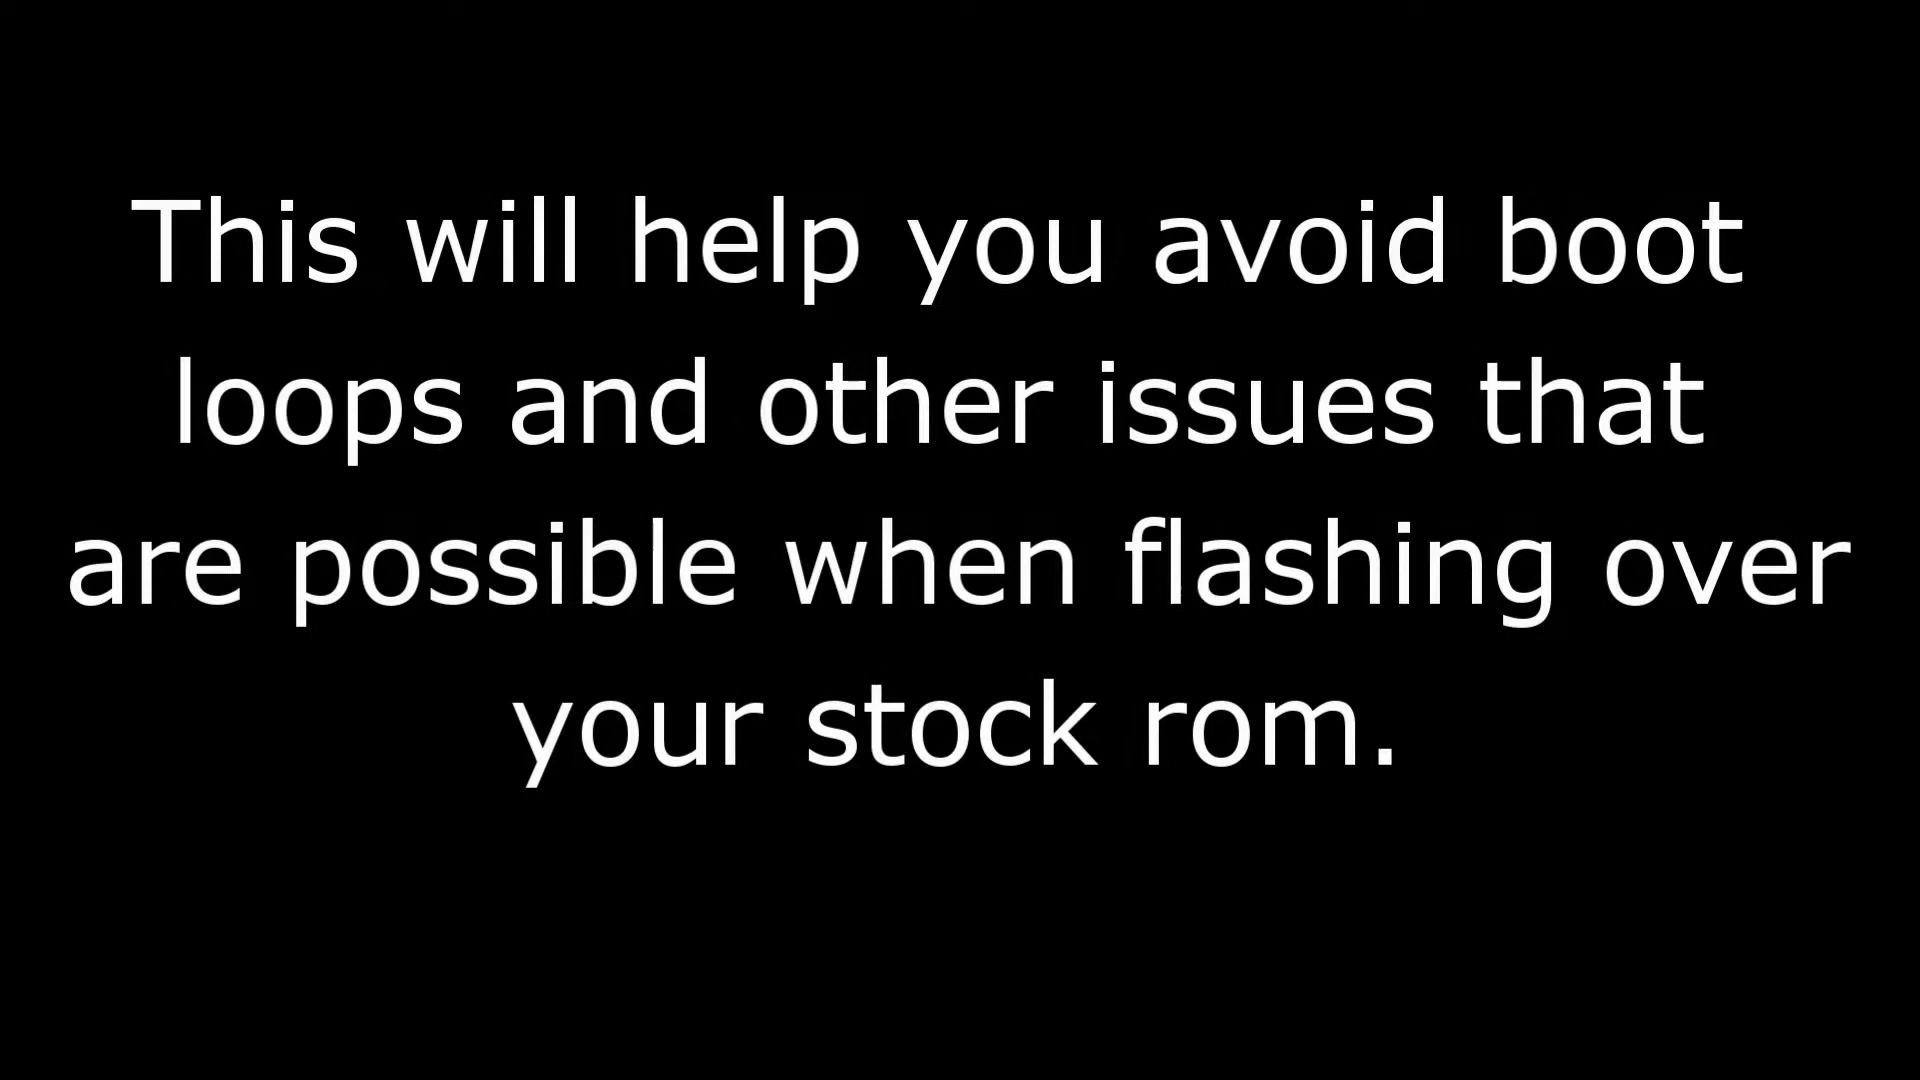 This will help you avoid boot
loops and other issues that
are possible when flashing over
your stock rom.